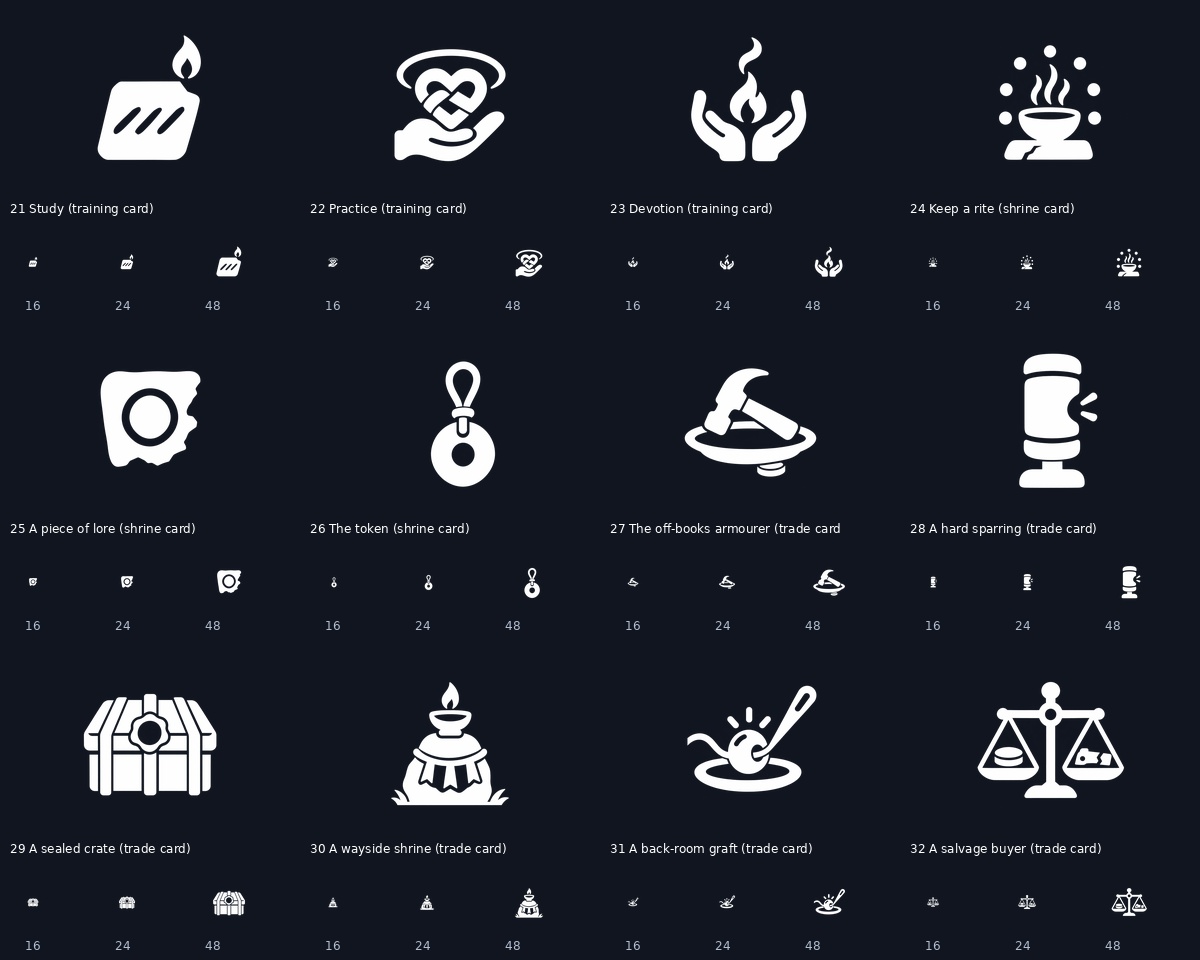 21 Study (training card)
22 Practice (training card)
23 Devotion (training card)
24 Keep a rite (shrine card)
16 24 48 16 24 48 16 24 48 16 24 48
25 A piece of lore (shrine card)
26 The token (shrine card)
27 The off-books armourer (trade card
28 A hard sparring (trade card)
16 24 48 16 24 48 16 24 48 16 24 48
29 A sealed crate (trade card)
30 A wayside shrine (trade card)
31 A back-room graft (trade card)
32 A salvage buyer (trade card)
16 24 48 16 24 48 16 24 48 16 24 48